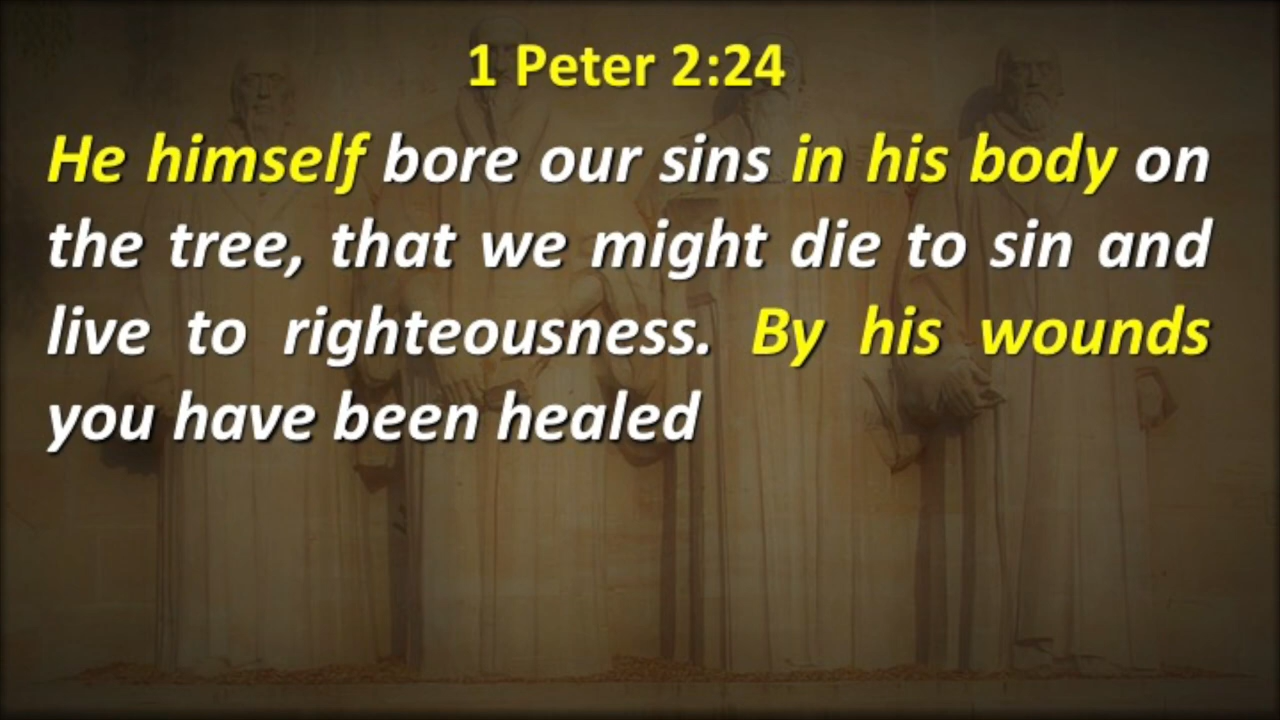 1 Peter 2:24
He himself bore our sins in his body on
the tree, that we might die to sin and
live to righteousness. By his wounds
you have been healed